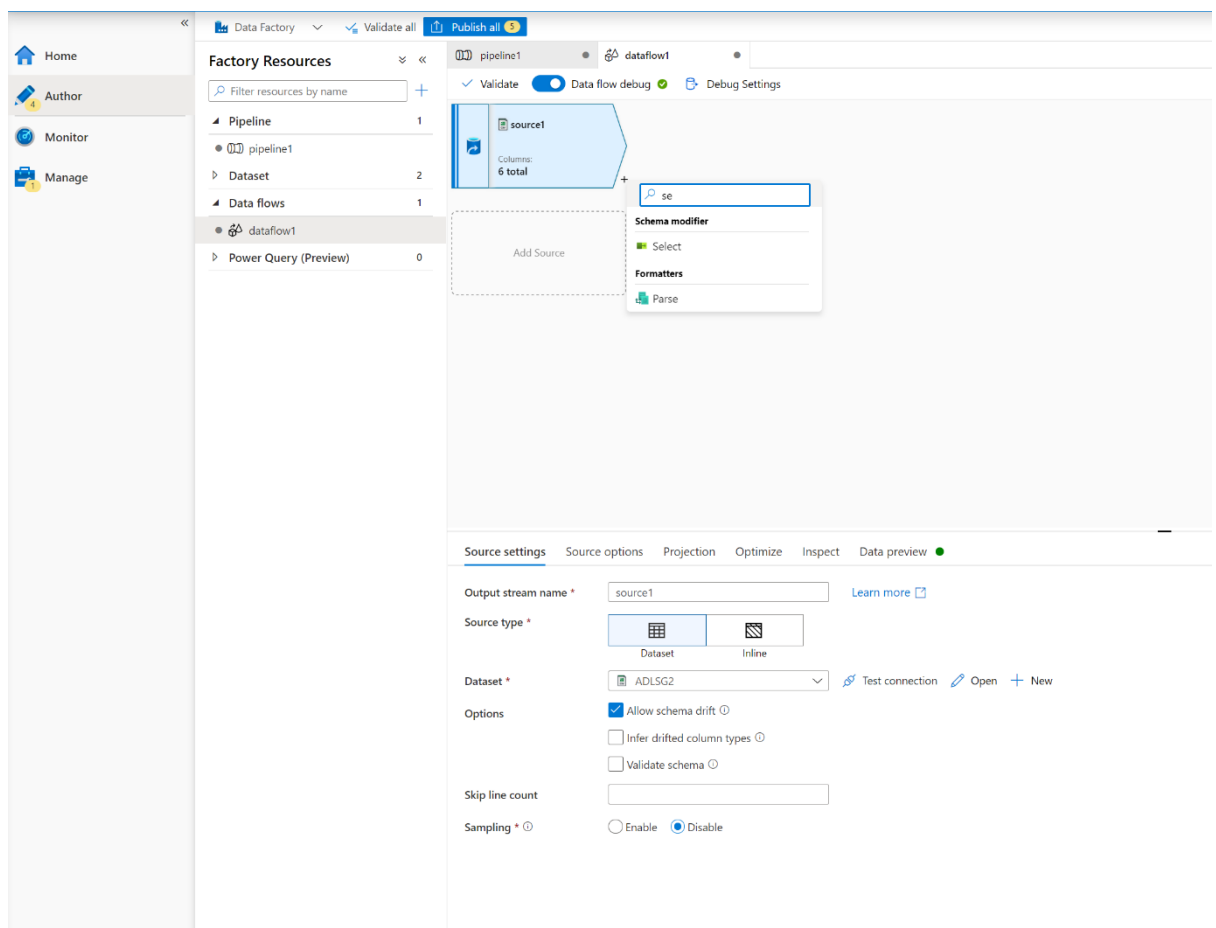 «
Home
Author
4
Monitor
Manage
1
Data Factory
Validate all
Publish all 5
Factory Resources
«
Filter resources by name
Pipeline 1
pipeline1
Dataset 2
Data flows 1
dataflow1
Power Query (Preview) 0
pipeline1
dataflow1
Validate
Data flow debug
Debug Settings
source1
Columns:
6 total
+
Add Source
se
Schema modifier
Select
Formatters
Parse
Source settings Source options Projection Optimize Inspect Data preview
Output stream name * source1 Learn more
Source type *
Dataset Inline
Dataset * ADLSG2 Test connection Open + New
Options Allow schema drift
Infer drifted column types
Validate schema
Skip line count
Sampling * Enable Disable